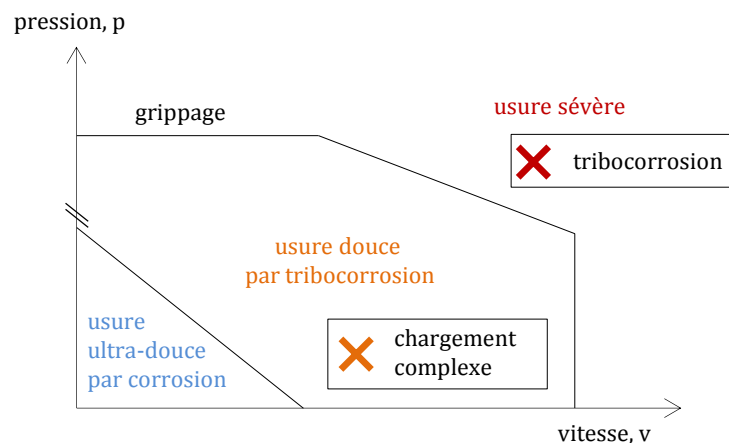 pression, p
grippage
usure sévère
tribocorrosion
usure douce
par tribocorrosion
usure
ultra-douce
par corrosion
chargement
complexe
vitesse, v